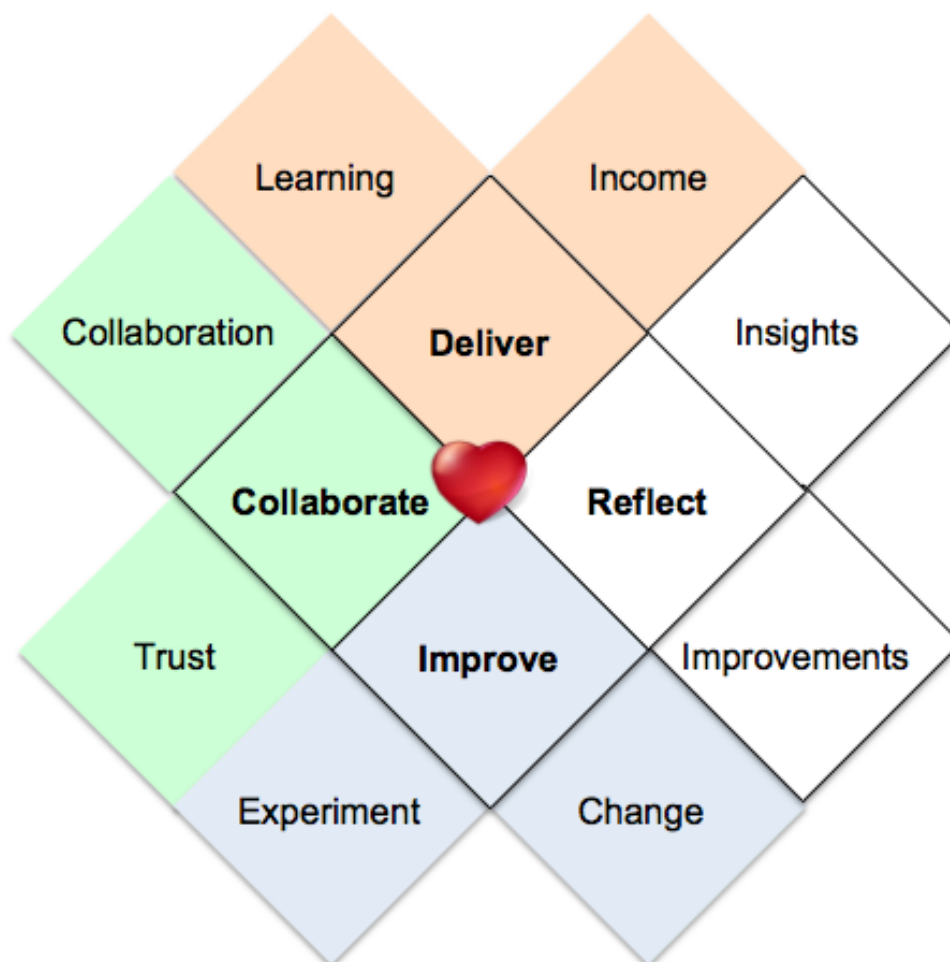 Learning
Income
Collaboration
Deliver
Insights
Collaborate
Reflect
Trust
Improve
Improvements
Experiment
Change